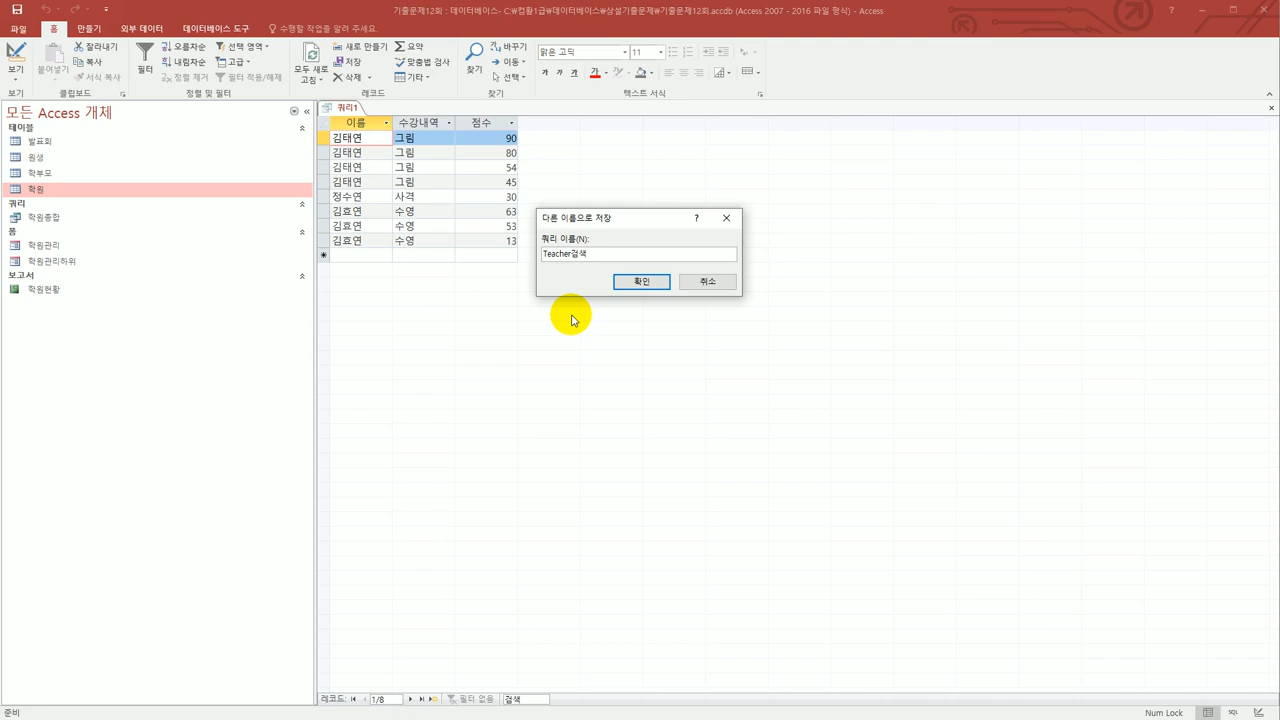 기출문제12회 : 데이터베이스- C:₩컴활1급₩데이터베이스₩상설기출문제₩기출문제12회.accdb (Access 2007 - 2016 파일 형식) - Access
파일 홈 만들기 외부 데이터 데이터베이스 도구 수행할 작업을 알려 주세요.
보기
붙여넣기
잘라내기
복사
서식 복사
필터
오름차순
내림차순
정렬 제거
선택 영역
고급
필터 적용/해제
모두 새로 고침
새로 만들기
저장
삭제
요약
맞춤법 검사
기타
찾기
바꾸기
이동
선택
맑은 고딕 11
가 가 가 가
보기 클립보드 정렬 및 필터 레코드 찾기 텍스트 서식
모든 Access 개체
테이블
발표회
원생
학부모
학원
쿼리
학원종합
폼
학원관리
학원관리하위
보고서
학원현황
쿼리1
이름 수강내역 점수
김태연 그림 90
김태연 그림 80
김태연 그림 54
김태연 그림 45
정수연 사격 30
김효연 수영 63
김효연 수영 53
김효연 수영 13
다른 이름으로 저장 ?
쿼리 이름(N):
Teacher검색
확인 취소
레코드: 1/8 필터 없음 검색
준비 Num Lock SQL